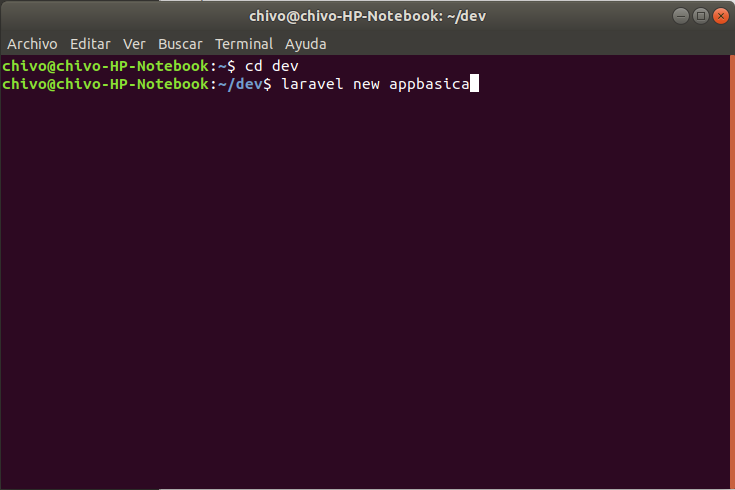 chivo@chivo-HP-Notebook: ~/dev
Archivo Editar Ver Buscar Terminal Ayuda
chivo@chivo-HP-Notebook:~$ cd dev
chivo@chivo-HP-Notebook:~/dev$ laravel new appbasica